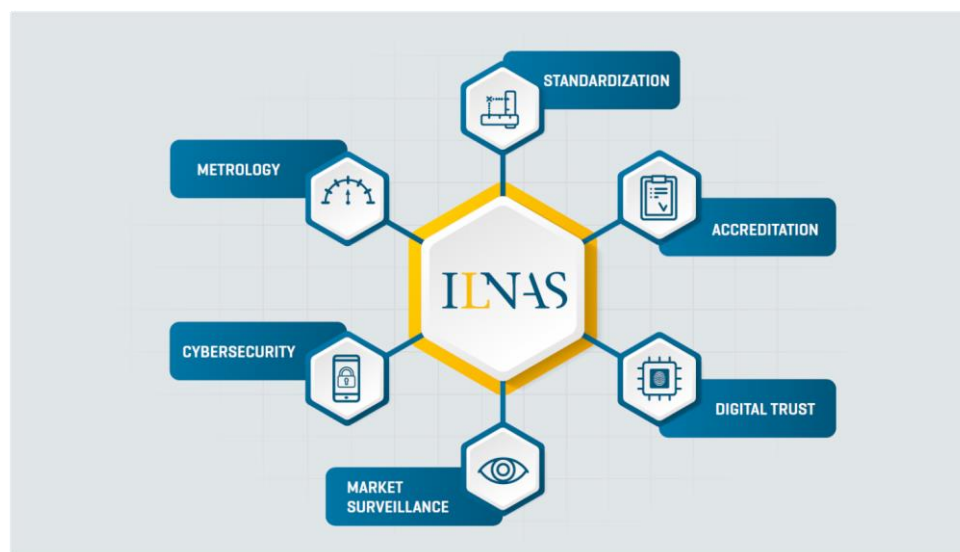 STANDARDIZATION
METROLOGY
ACCREDITATION
ILNAS
CYBERSECURITY
DIGITAL TRUST
MARKET
SURVEILLANCE